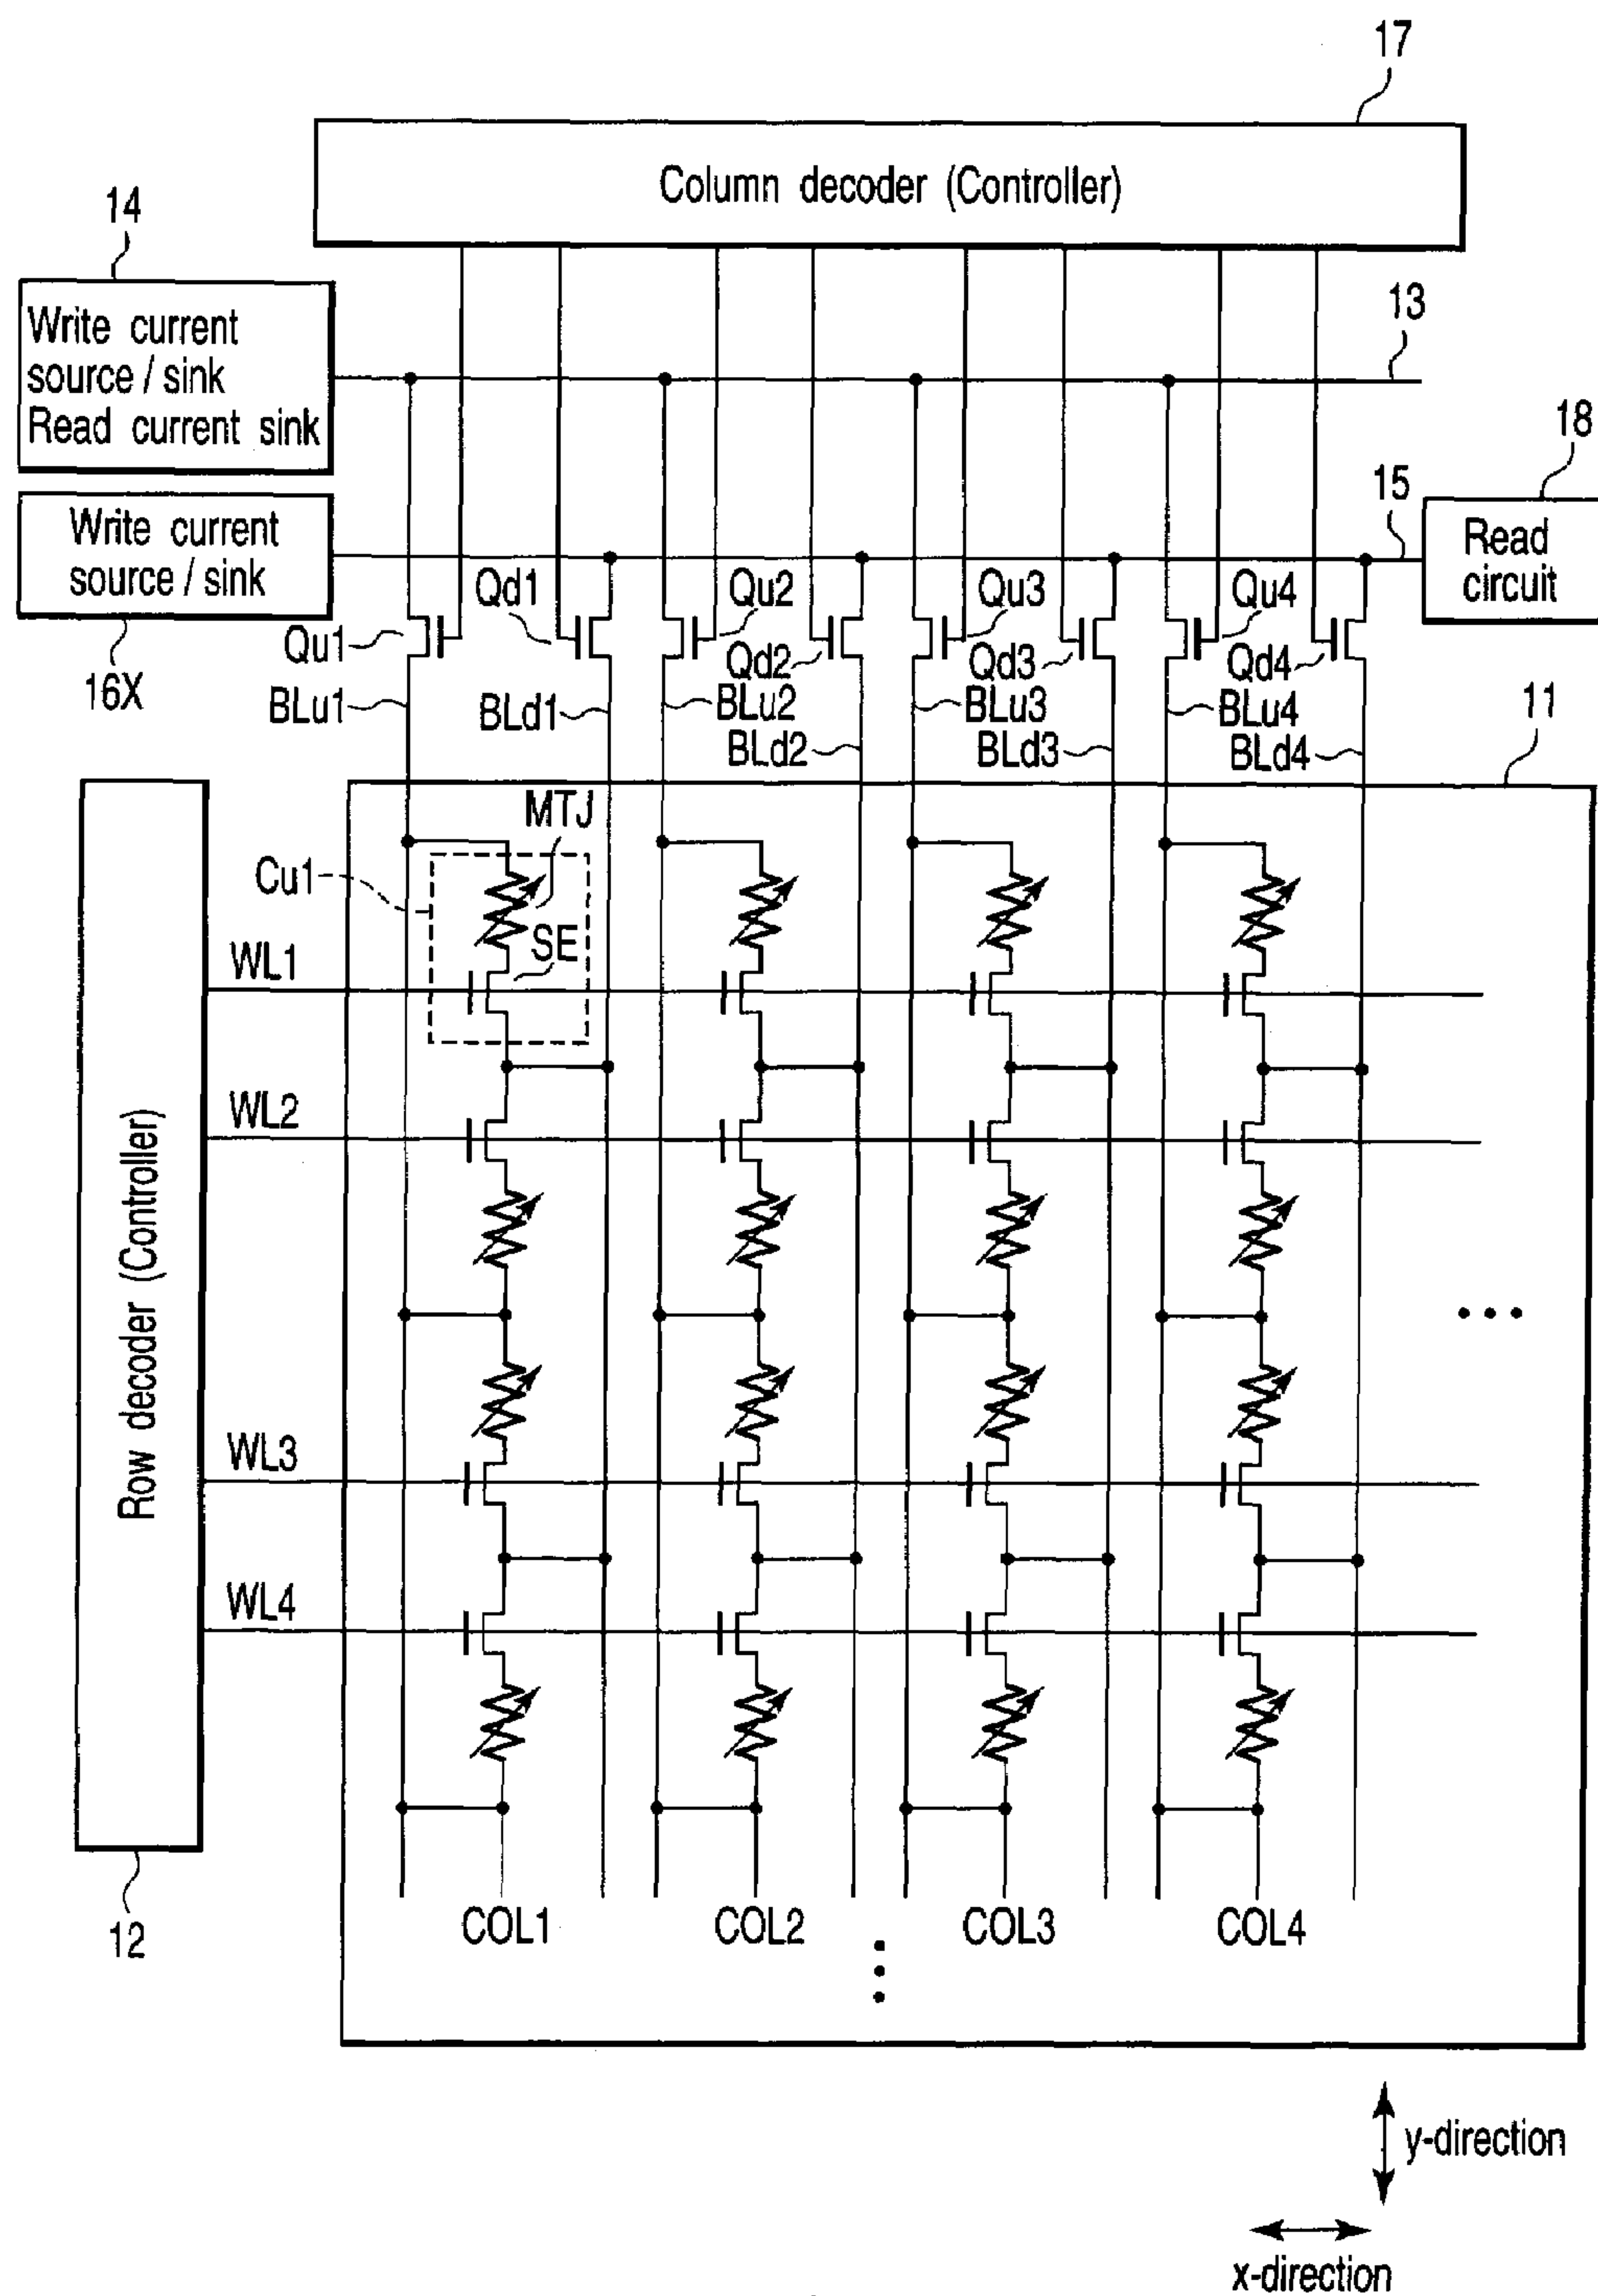 17
Column decoder (Controller)
14
Write current
source / sink
Read current sink
13
18
15
Read
circuit
Write current
source / sink
16X
Qu1
Qd1
Qu2
Qd2
Qu3
Qd3
Qu4
Qd4
BLu1
BLd1
BLu2
BLd2
BLu3
BLd3
BLu4
BLd4
11
MTJ
Cu1
SE
WL1
WL2
Row decoder (Controller)
WL3
WL4
12
COL1
COL2
COL3
COL4
y-direction
x-direction